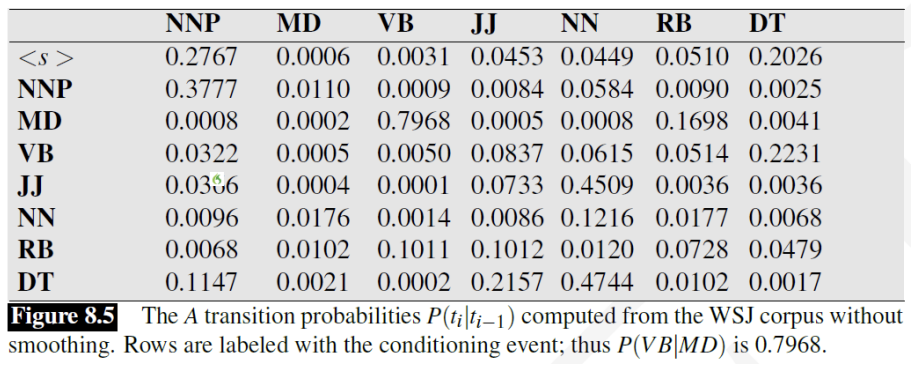 NNP MD VB JJ NN RB DT
<s> 0.2767 0.0006 0.0031 0.0453 0.0449 0.0510 0.2026
NNP 0.3777 0.0110 0.0009 0.0084 0.0584 0.0090 0.0025
MD 0.0008 0.0002 0.7968 0.0005 0.0008 0.1698 0.0041
VB 0.0322 0.0005 0.0050 0.0837 0.0615 0.0514 0.2231
JJ 0.0366 0.0004 0.0001 0.0733 0.4509 0.0036 0.0036
NN 0.0096 0.0176 0.0014 0.0086 0.1216 0.0177 0.0068
RB 0.0068 0.0102 0.1011 0.1012 0.0120 0.0728 0.0479
DT 0.1147 0.0021 0.0002 0.2157 0.4744 0.0102 0.0017
Figure 8.5 The A transition probabilities P(tᵢ|tᵢ₋₁) computed from the WSJ corpus without
smoothing. Rows are labeled with the conditioning event; thus P(VB|MD) is 0.7968.